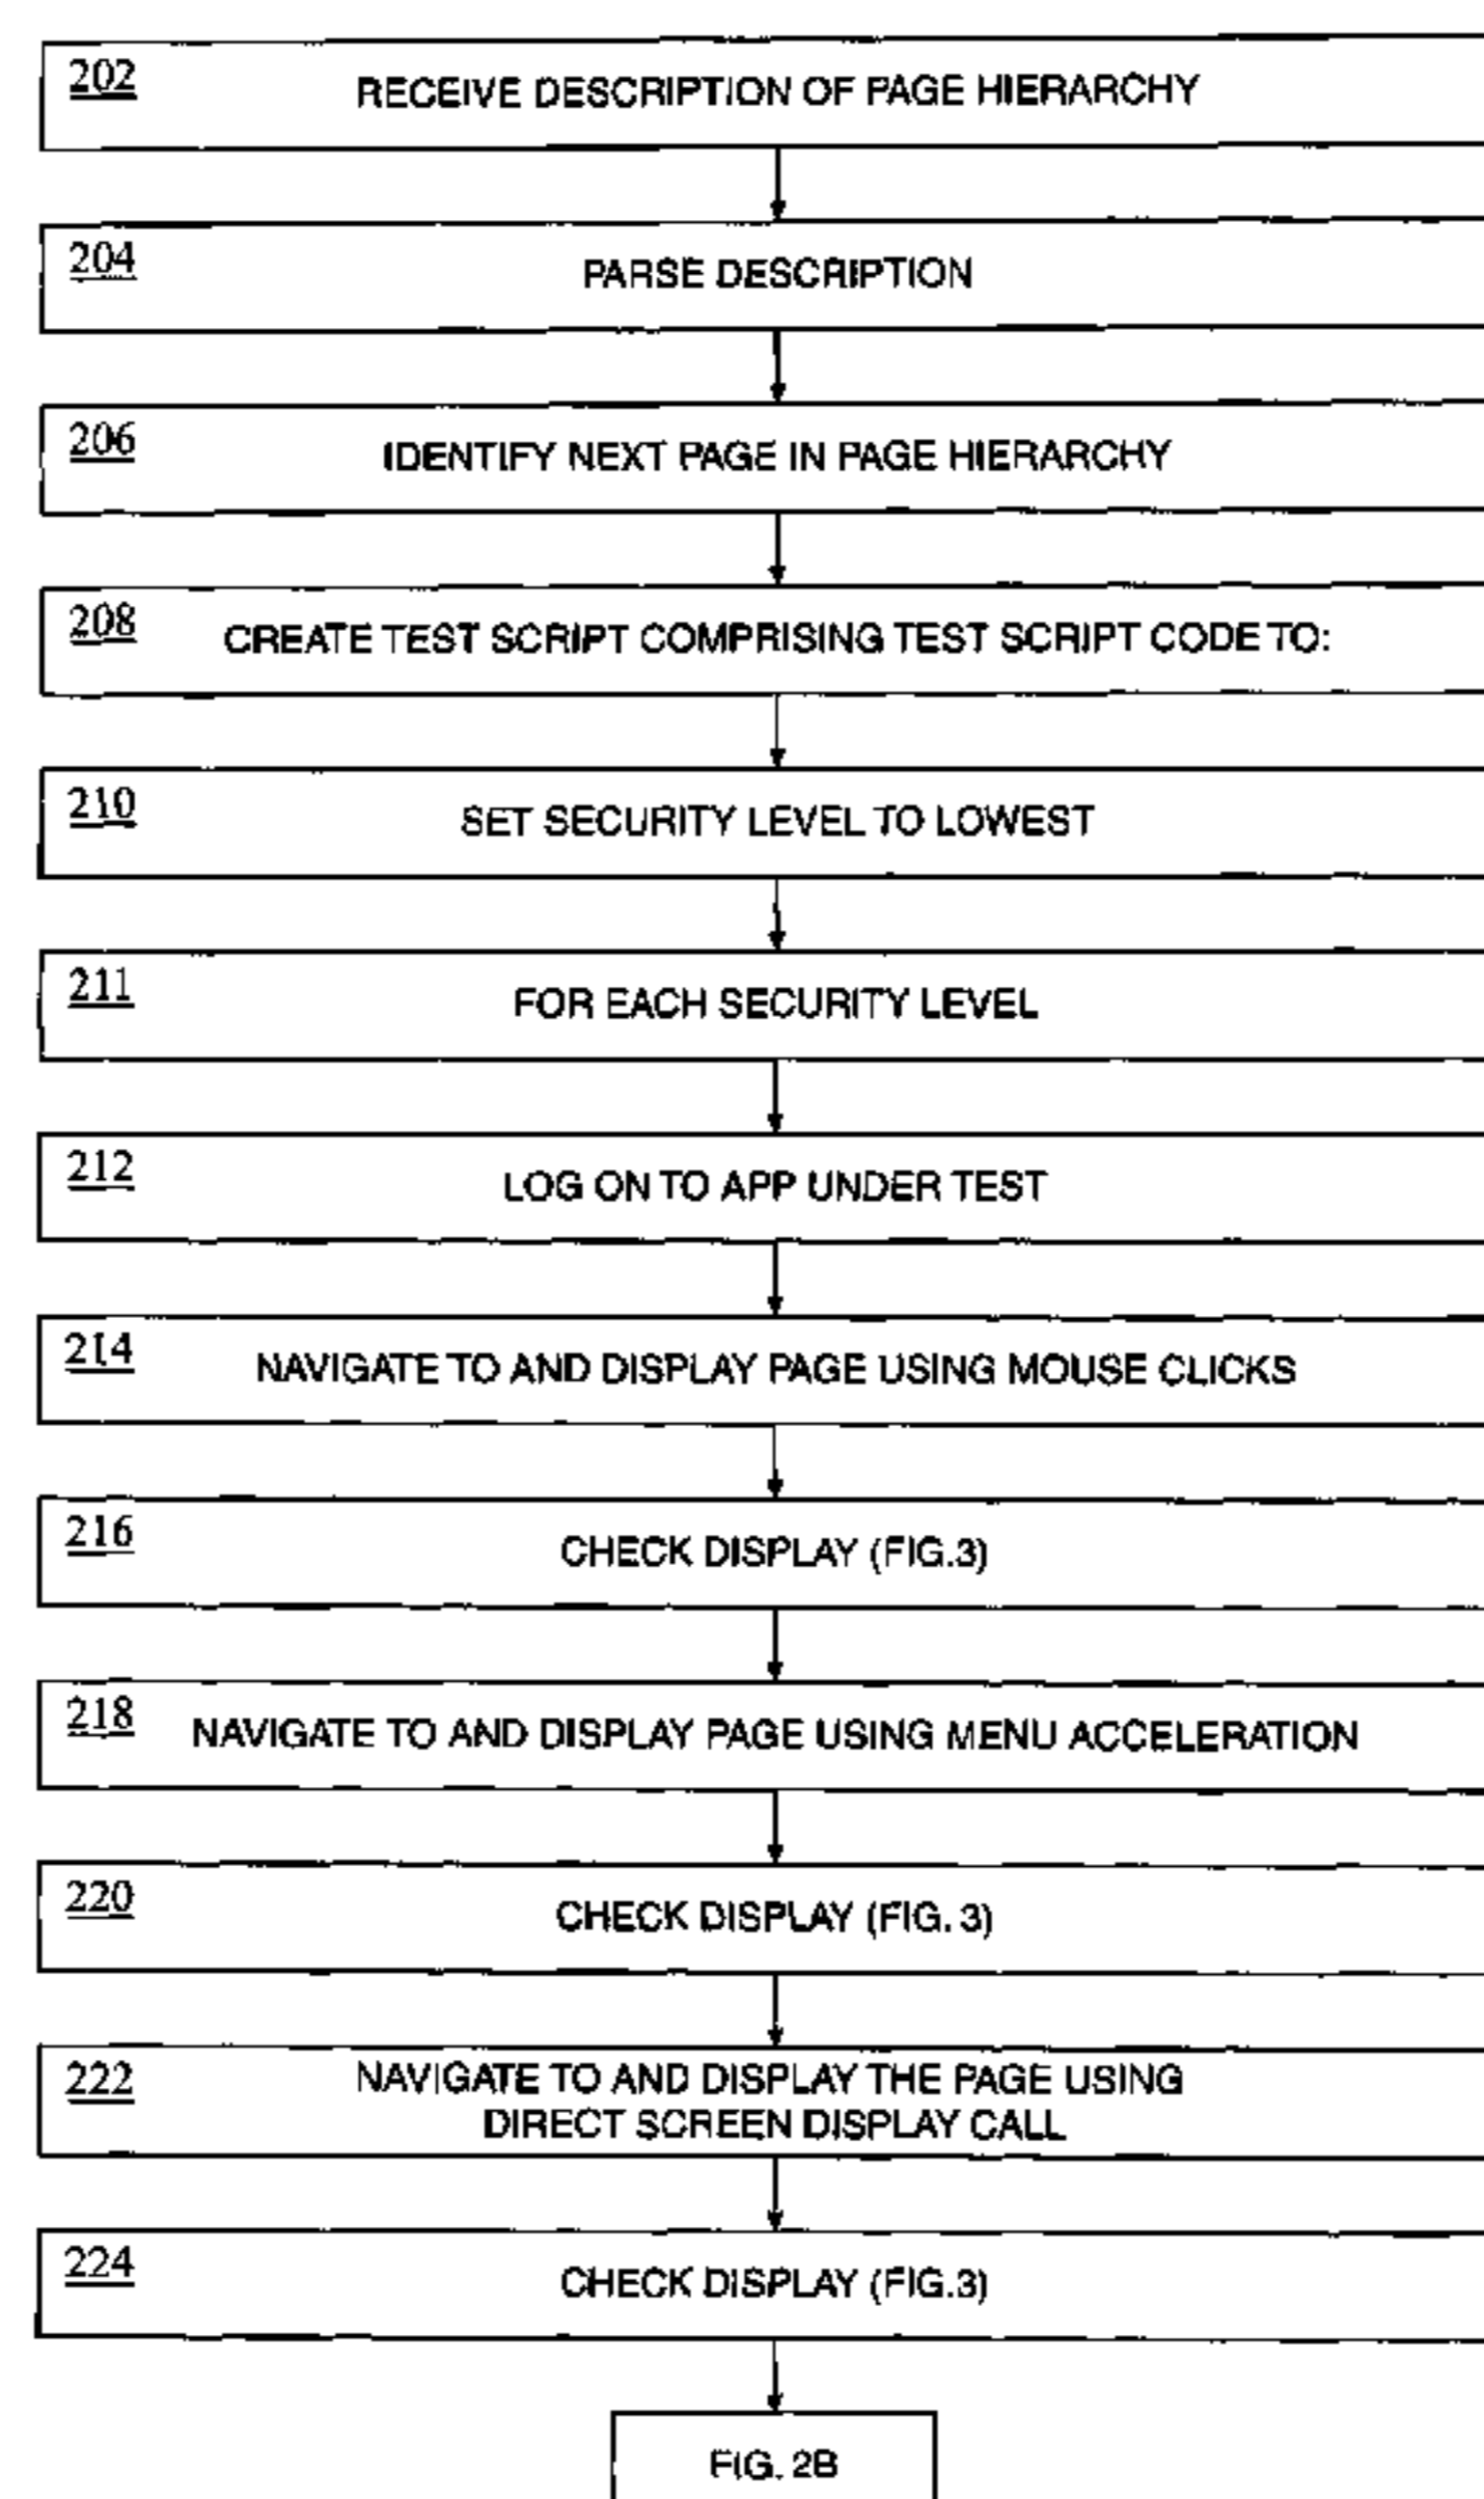 202
RECEIVE DESCRIPTION OF PAGE HIERARCHY
204
PARSE DESCRIPTION
206
IDENTIFY NEXT PAGE IN PAGE HIERARCHY
208
CREATE TEST SCRIPT COMPRISING TEST SCRIPT CODE TO:
210
SET SECURITY LEVEL TO LOWEST
211
FOR EACH SECURITY LEVEL
212
LOG ON TO APP UNDER TEST
214
NAVIGATE TO AND DISPLAY PAGE USING MOUSE CLICKS
216
CHECK DISPLAY (FIG.3)
218
NAVIGATE TO AND DISPLAY PAGE USING MENU ACCELERATION
220
CHECK DISPLAY (FIG. 3)
222
NAVIGATE TO AND DISPLAY THE PAGE USING
DIRECT SCREEN DISPLAY CALL
224
CHECK DISPLAY (FIG.3)
FIG. 2B